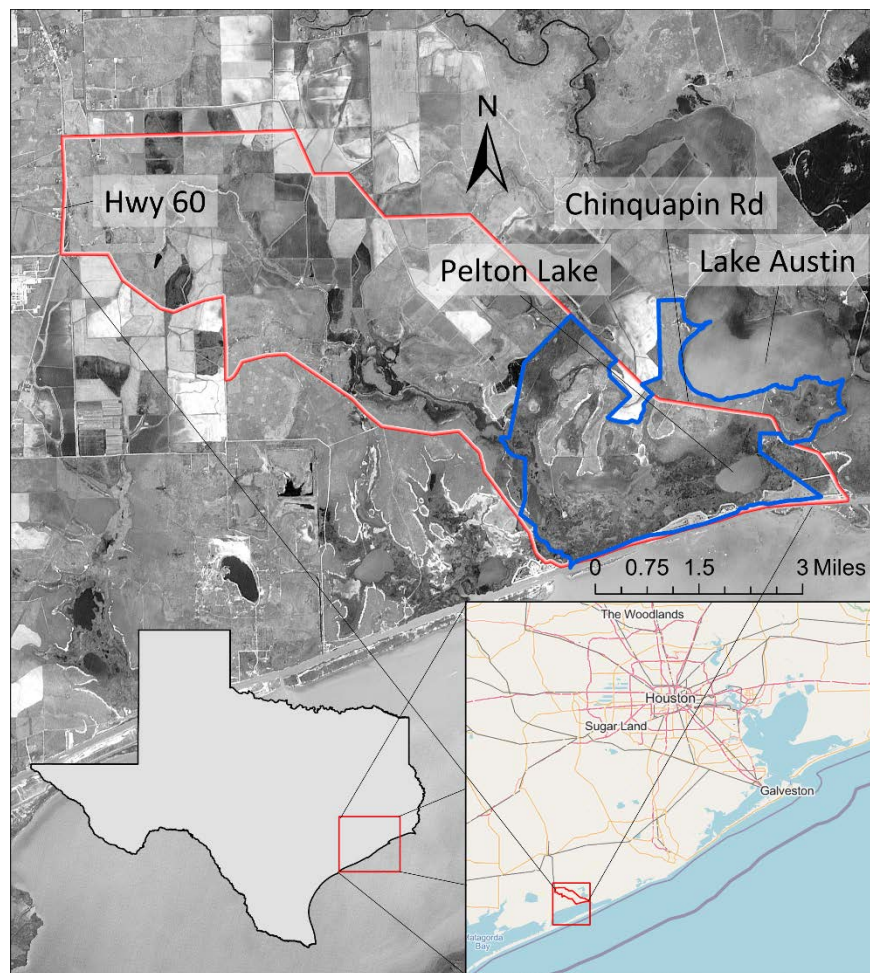 N
Hwy 60
Chinquapin Rd
Pelton Lake
Lake Austin
0 0.75 1.5 3 Miles
The Woodlands
Houston
Sugar Land
Galveston
Matagorda
Bay